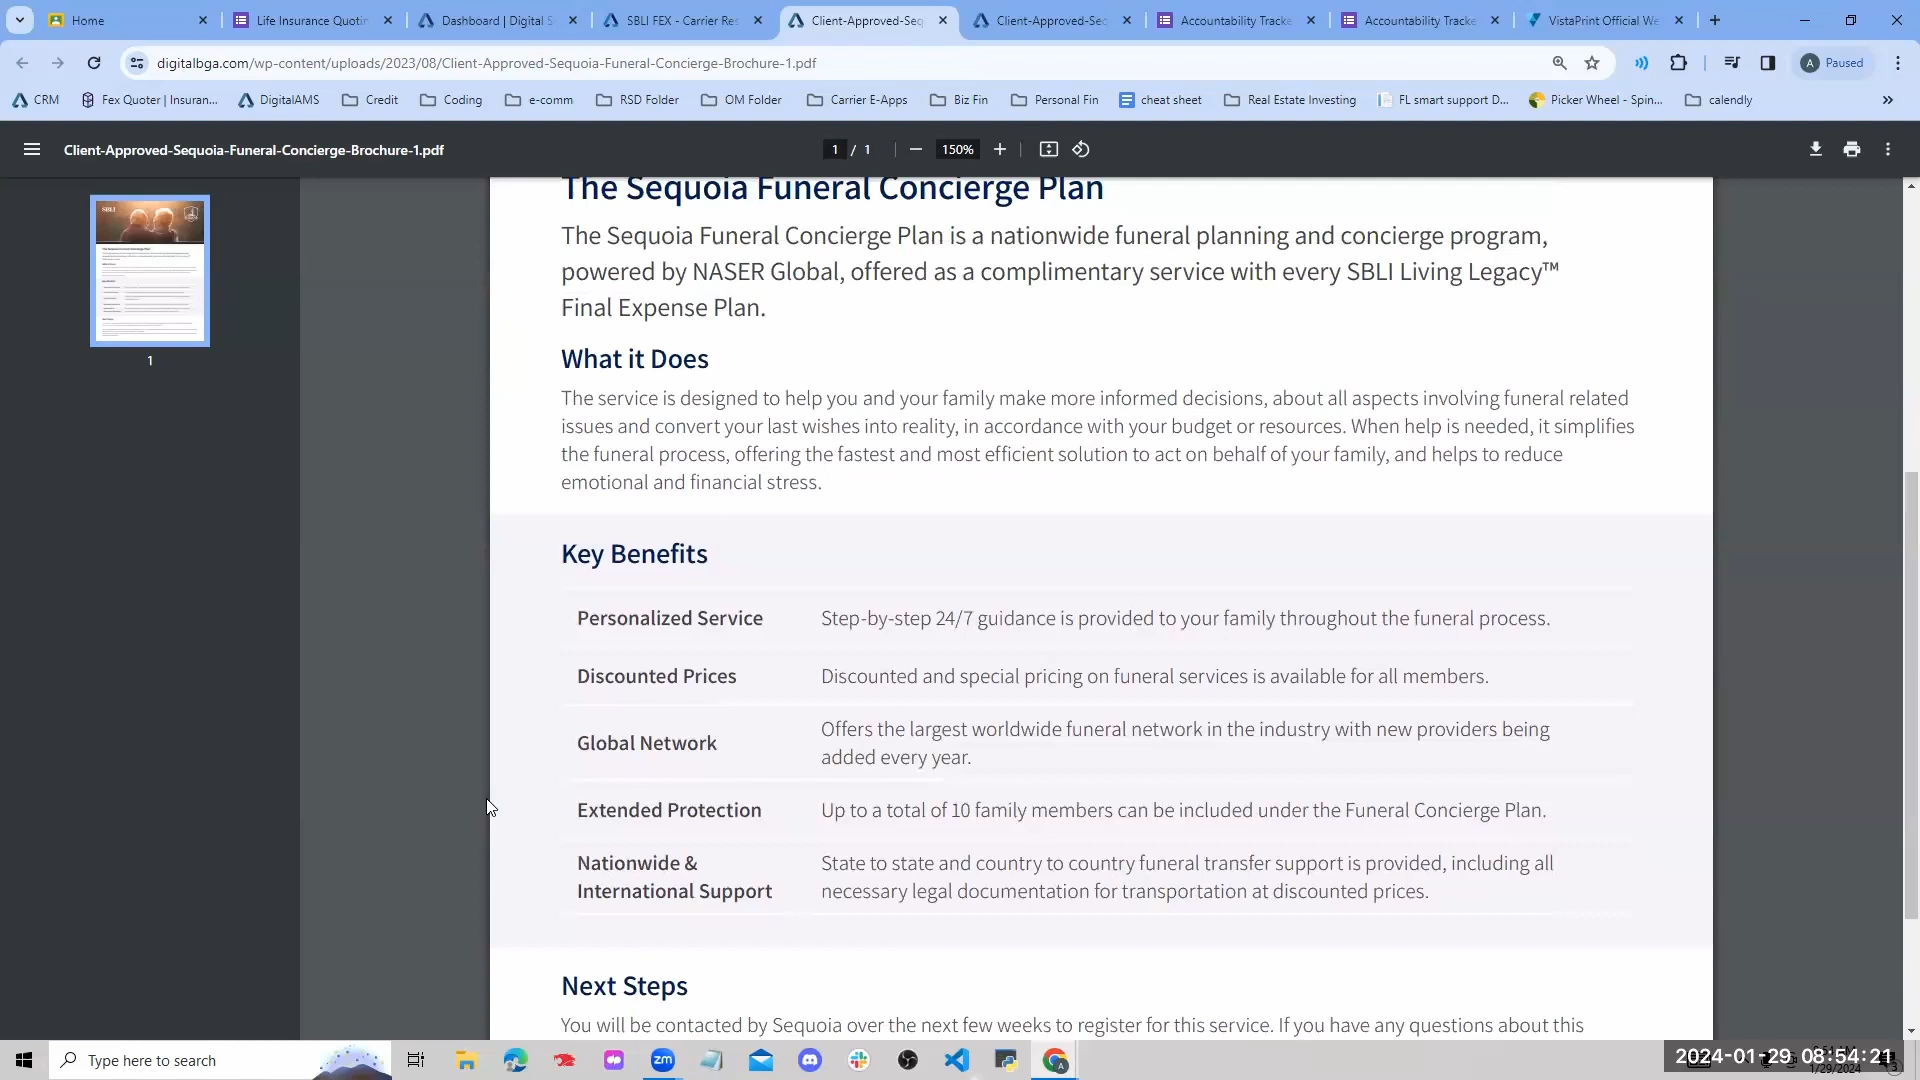 Home
Life Insurance Quotin
Dashboard | Digital S
SBLI FEX - Carrier Res
Client-Approved-Seq
Client-Approved-Seq
Accountability Tracke
Accountability Tracke
VistaPrint Official We
digitalbga.com/wp-content/uploads/2023/08/Client-Approved-Sequoia-Funeral-Concierge-Brochure-1.pdf
A Paused
CRM
Fex Quoter | Insuran...
DigitalAMS
Credit
Coding
e-comm
RSD Folder
OM Folder
Carrier E-Apps
Biz Fin
Personal Fin
cheat sheet
Real Estate Investing
FL smart support D...
Picker Wheel - Spin...
calendly
Client-Approved-Sequoia-Funeral-Concierge-Brochure-1.pdf
1 / 1
150%
SBLI
1
The Sequoia Funeral Concierge Plan
The Sequoia Funeral Concierge Plan is a nationwide funeral planning and concierge program,
powered by NASER Global, offered as a complimentary service with every SBLI Living Legacy™
Final Expense Plan.
What it Does
The service is designed to help you and your family make more informed decisions, about all aspects involving funeral related
issues and convert your last wishes into reality, in accordance with your budget or resources. When help is needed, it simplifies
the funeral process, offering the fastest and most efficient solution to act on behalf of your family, and helps to reduce
emotional and financial stress.
Key Benefits
Personalized Service
Step-by-step 24/7 guidance is provided to your family throughout the funeral process.
Discounted Prices
Discounted and special pricing on funeral services is available for all members.
Global Network
Offers the largest worldwide funeral network in the industry with new providers being
added every year.
Extended Protection
Up to a total of 10 family members can be included under the Funeral Concierge Plan.
Nationwide &
International Support
State to state and country to country funeral transfer support is provided, including all
necessary legal documentation for transportation at discounted prices.
Next Steps
You will be contacted by Sequoia over the next few weeks to register for this service. If you have any questions about this
Type here to search
zm
2024-01-29 08:54:21
1/29/2024